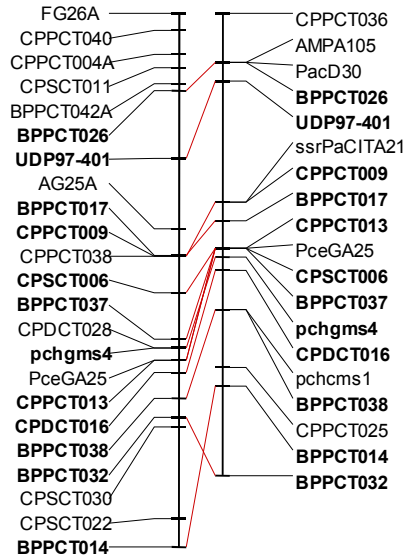 FG26A
CPPCT040
CPPCT004A
CPSCT011
BPPCT042A
BPPCT026
UDP97-401
AG25A
BPPCT017
CPPCT009
CPPCT038
CPSCT006
BPPCT037
CPDCT028
pchgms4
PceGA25
CPPCT013
CPDCT016
BPPCT038
BPPCT032
CPSCT030
CPSCT022
BPPCT014
CPPCT036
AMPA105
PacD30
BPPCT026
UDP97-401
ssrPaCITA21
CPPCT009
BPPCT017
CPPCT013
PceGA25
CPSCT006
BPPCT037
pchgms4
CPDCT016
pchcms1
BPPCT038
CPPCT025
BPPCT014
BPPCT032